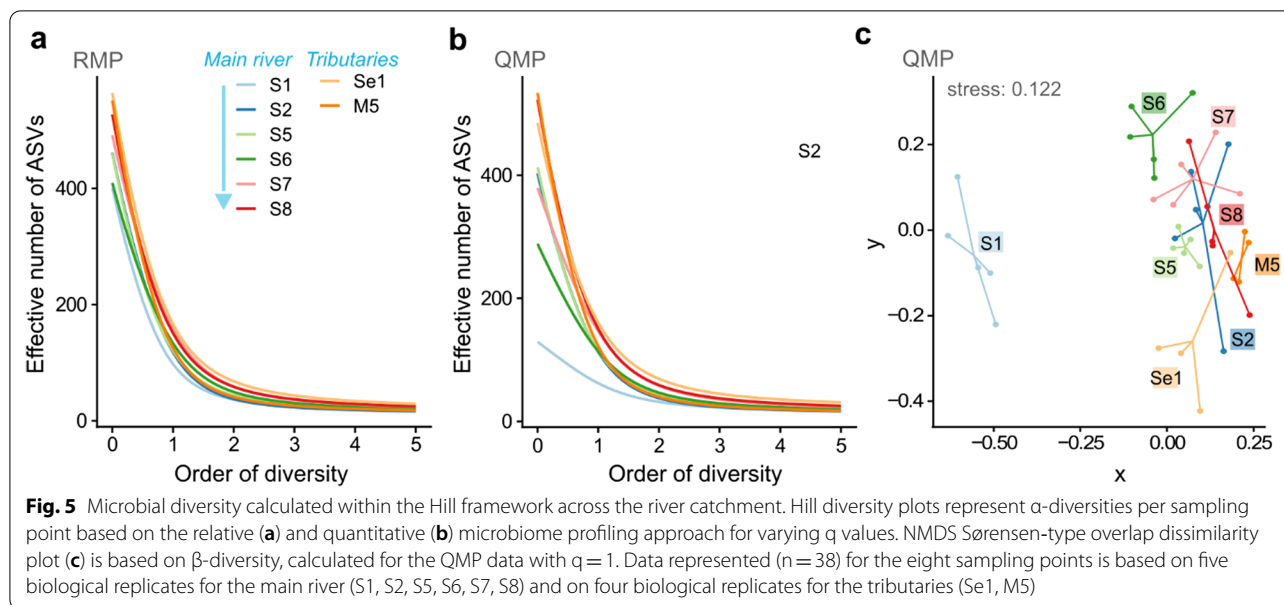 a
RMP
Main river
Tributaries
S1
S2
S5
S6
S7
S8
Se1
M5
Effective number of ASVs
400
200
0
0 1 2 3 4 5
Order of diversity
b
QMP
S2
Effective number of ASVs
400
200
0
0 1 2 3 4 5
Order of diversity
c
QMP
stress: 0.122
S6
S7
S1
S8
S5
M5
S2
Se1
y
0.2
0.0
−0.2
−0.4
−0.50 −0.25 0.00 0.25
x
Fig. 5 Microbial diversity calculated within the Hill framework across the river catchment. Hill diversity plots represent α-diversities per sampling
point based on the relative (a) and quantitative (b) microbiome profiling approach for varying q values. NMDS Sørensen-type overlap dissimilarity
plot (c) is based on β-diversity, calculated for the QMP data with q = 1. Data represented (n = 38) for the eight sampling points is based on five
biological replicates for the main river (S1, S2, S5, S6, S7, S8) and on four biological replicates for the tributaries (Se1, M5)